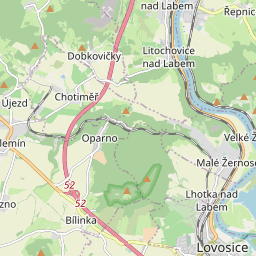 nad Labem
Řepnic
Dobkovičky
Litochovice
nad Labem
Chotiměř
Újezd
Oparno
Velké Ž
Malé Žernose
lemín
52
52
Lhotka nad
Labem
zno
Bílinka
Lovosice